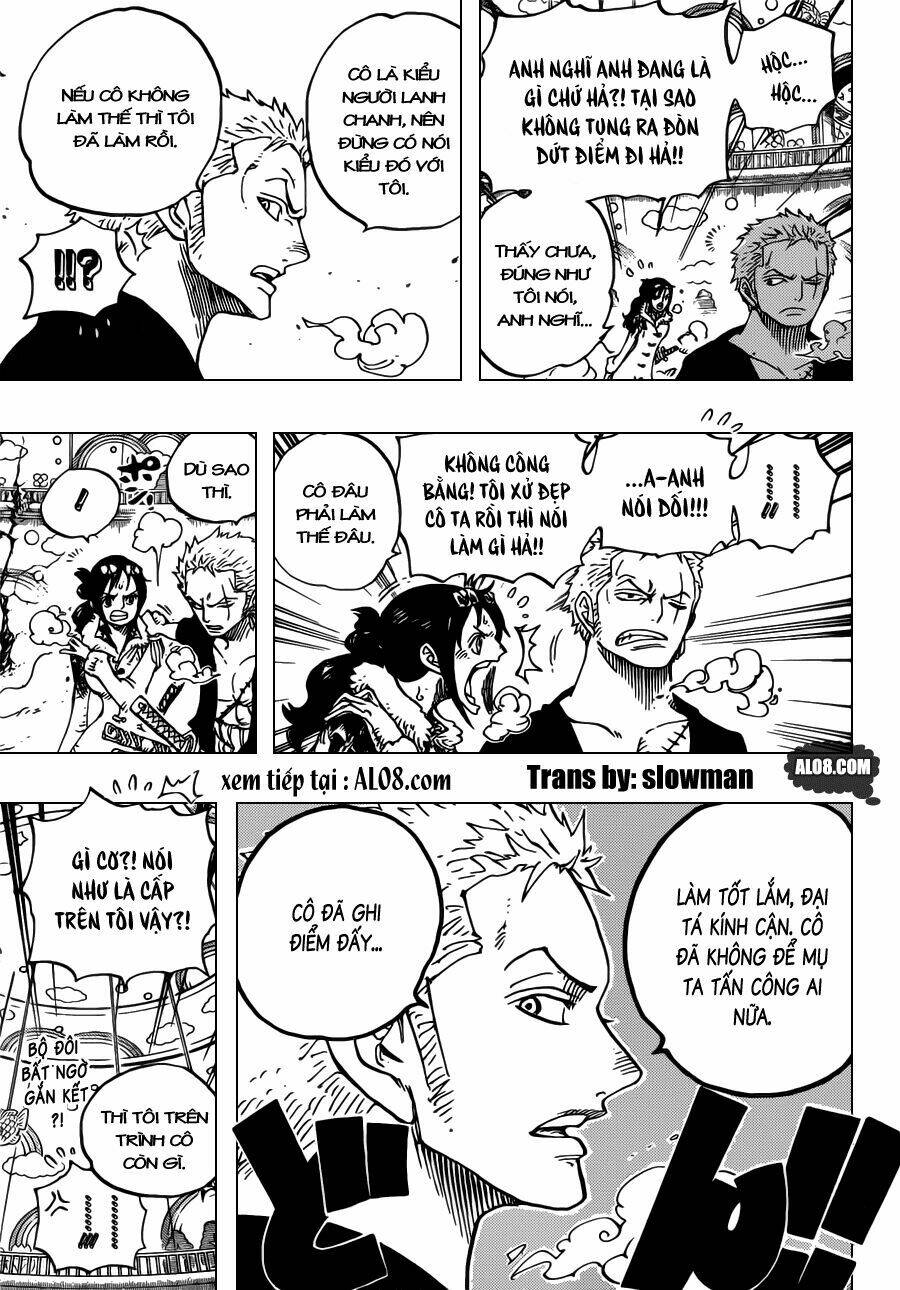 HỘC...
HỘC...
ANH NGHĨ ANH ĐANG LÀ
GÌ CHỨ HẢ?! TẠI SAO
KHÔNG TUNG RA ĐÒN
DỨT ĐIỂM ĐI HẢ!!
THẤY CHƯA,
ĐÚNG NHƯ
TÔI NÓI,
ANH NGHĨ...
CÔ LÀ KIỂU
NGƯỜI LANH
CHANH, NÊN
ĐỪNG CÓ NÓI
KIỂU ĐÓ VỚI
TÔI.
NẾU CÔ KHÔNG
LÀM THẾ THÌ TÔI
ĐÃ LÀM RỒI.
!!?
...A-ANH
NÓI DỐI!!!
KHÔNG CÔNG
BẰNG! TÔI XỬ ĐẸP
CÔ TA RỒI THÌ NÓI
LÀM GÌ HẢ!!
CÔ ĐÂU
PHẢI LÀM
THẾ ĐÂU.
DÙ SAO
THÌ.
!
xem tiếp tại : AL08.com
Trans by: slowman
AL08.COM
LÀM TỐT LẮM, ĐẠI
TÁ KÍNH CẬN. CÔ
ĐÃ KHÔNG ĐỂ MỤ
TA TẤN CÔNG AI
NỮA.
CÔ ĐÃ GHI
ĐIỂM ĐẤY...
GÌ CƠ?! NÓI
NHƯ LÀ CẤP
TRÊN TÔI VẬY?!
BỘ ĐÔI
BẤT NGỜ
GẮN KẾT
?!
THÌ TÔI TRÊN
TRÌNH CÔ
CÒN GÌ.